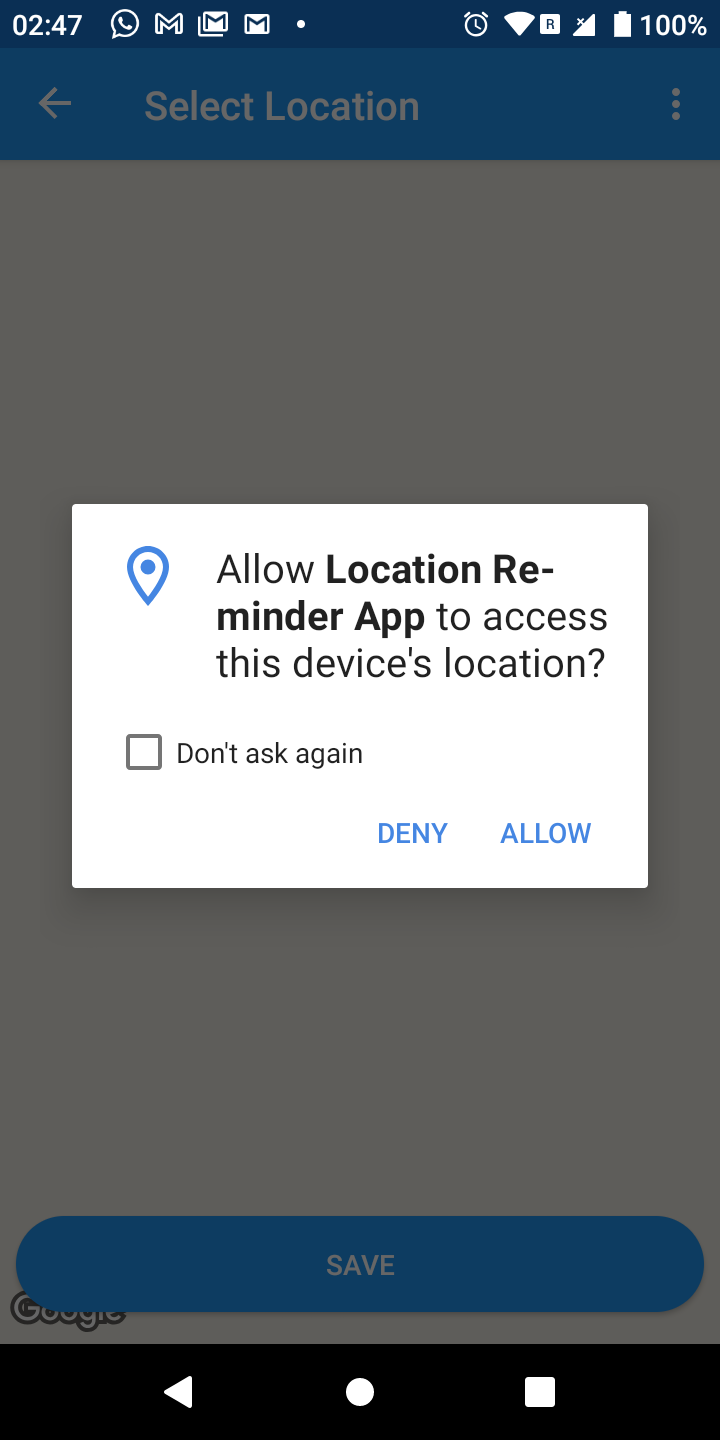 02:47
R
100%
Select Location
Allow Location Re-
minder App to access
this device's location?
Don't ask again
DENY ALLOW
SAVE
Google